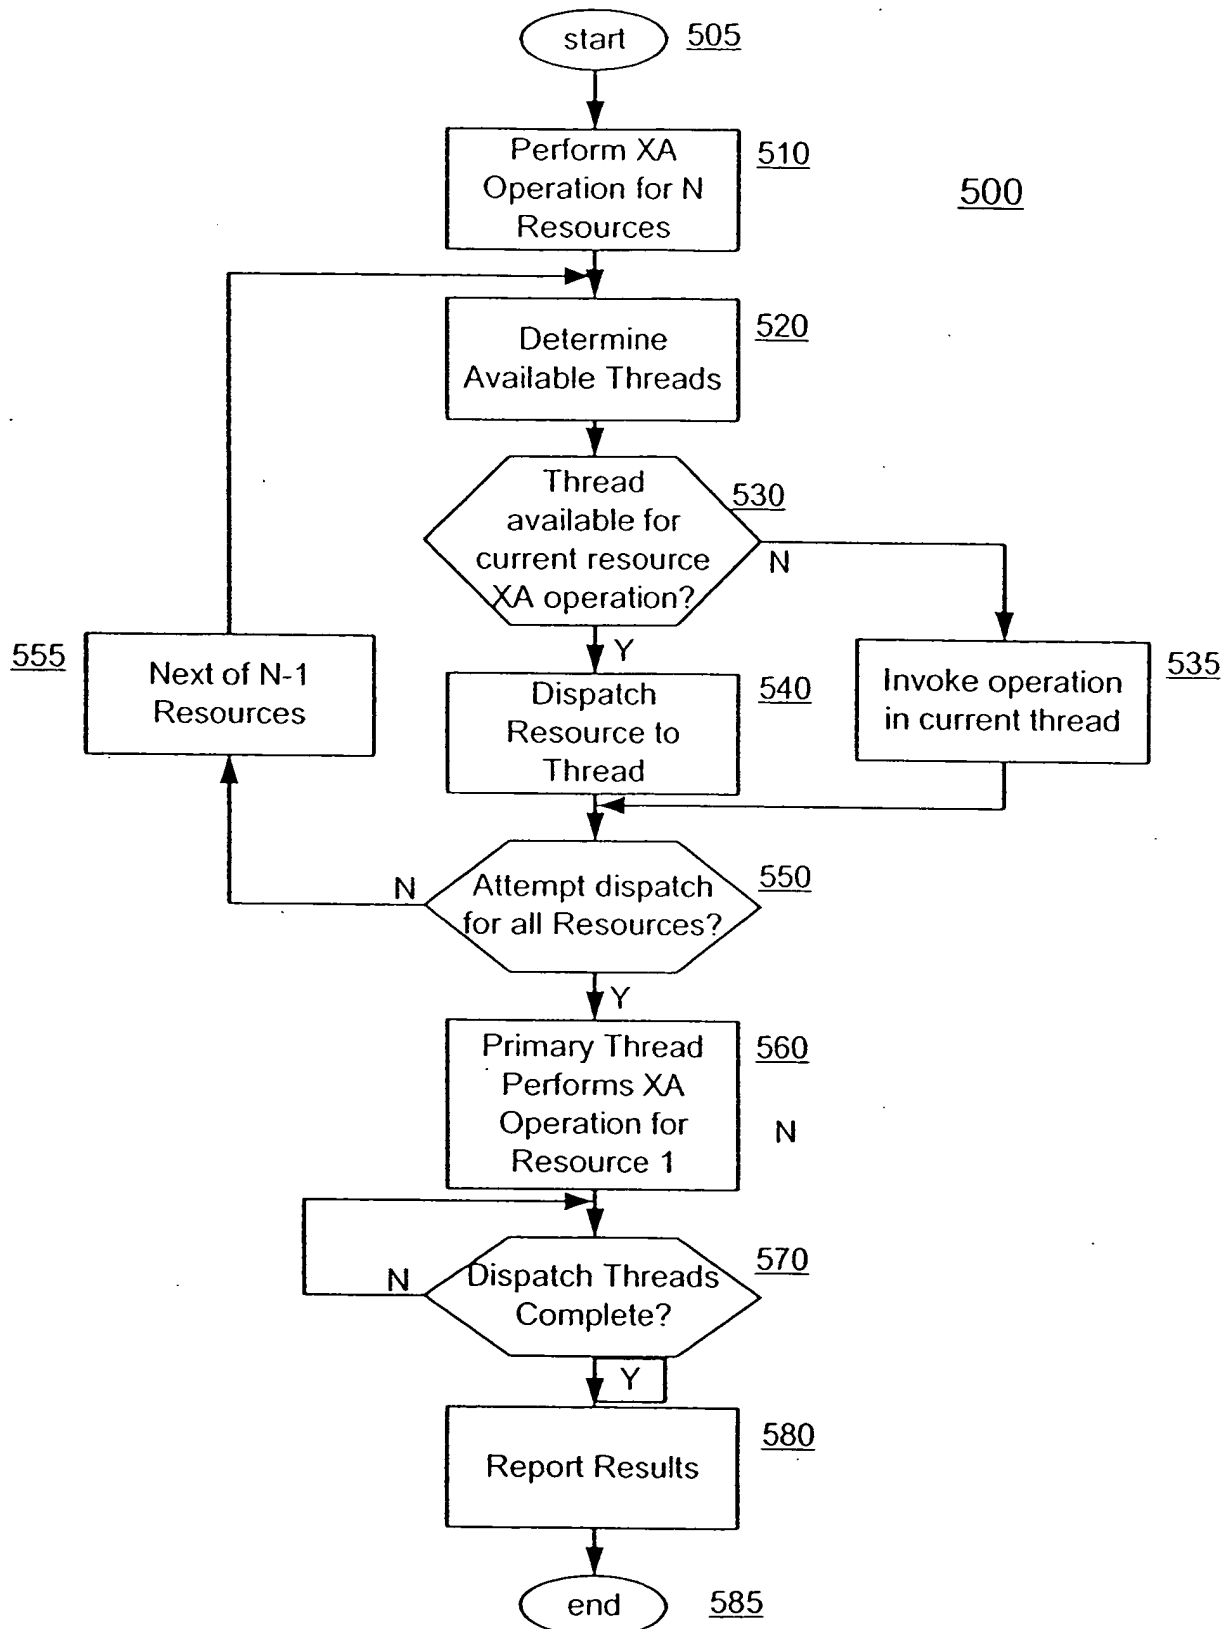 start 505
Perform XA
Operation for N
Resources
510
500
Determine
Available Threads
520
Thread
available for
current resource
XA operation?
530
N
Y
555
Next of N-1
Resources
Dispatch
Resource to
Thread
540
Invoke operation
in current thread
535
Attempt dispatch
for all Resources?
550
N
Y
Primary Thread
Performs XA
Operation for
Resource 1
560
N
Dispatch Threads
Complete?
570
N
Y
Report Results
580
end 585